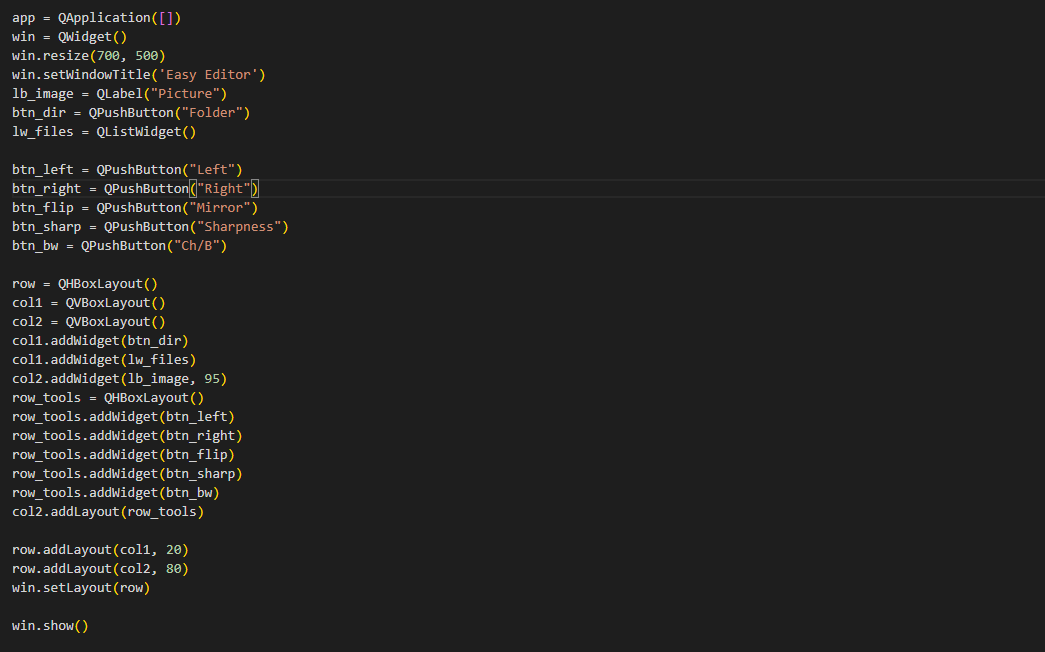 app = QApplication([])
win = QWidget()
win.resize(700, 500)
win.setWindowTitle('Easy Editor')
lb_image = QLabel("Picture")
btn_dir = QPushButton("Folder")
lw_files = QListWidget()

btn_left = QPushButton("Left")
btn_right = QPushButton("Right")
btn_flip = QPushButton("Mirror")
btn_sharp = QPushButton("Sharpness")
btn_bw = QPushButton("Ch/B")

row = QHBoxLayout()
col1 = QVBoxLayout()
col2 = QVBoxLayout()
col1.addWidget(btn_dir)
col1.addWidget(lw_files)
col2.addWidget(lb_image, 95)
row_tools = QHBoxLayout()
row_tools.addWidget(btn_left)
row_tools.addWidget(btn_right)
row_tools.addWidget(btn_flip)
row_tools.addWidget(btn_sharp)
row_tools.addWidget(btn_bw)
col2.addLayout(row_tools)

row.addLayout(col1, 20)
row.addLayout(col2, 80)
win.setLayout(row)

win.show()